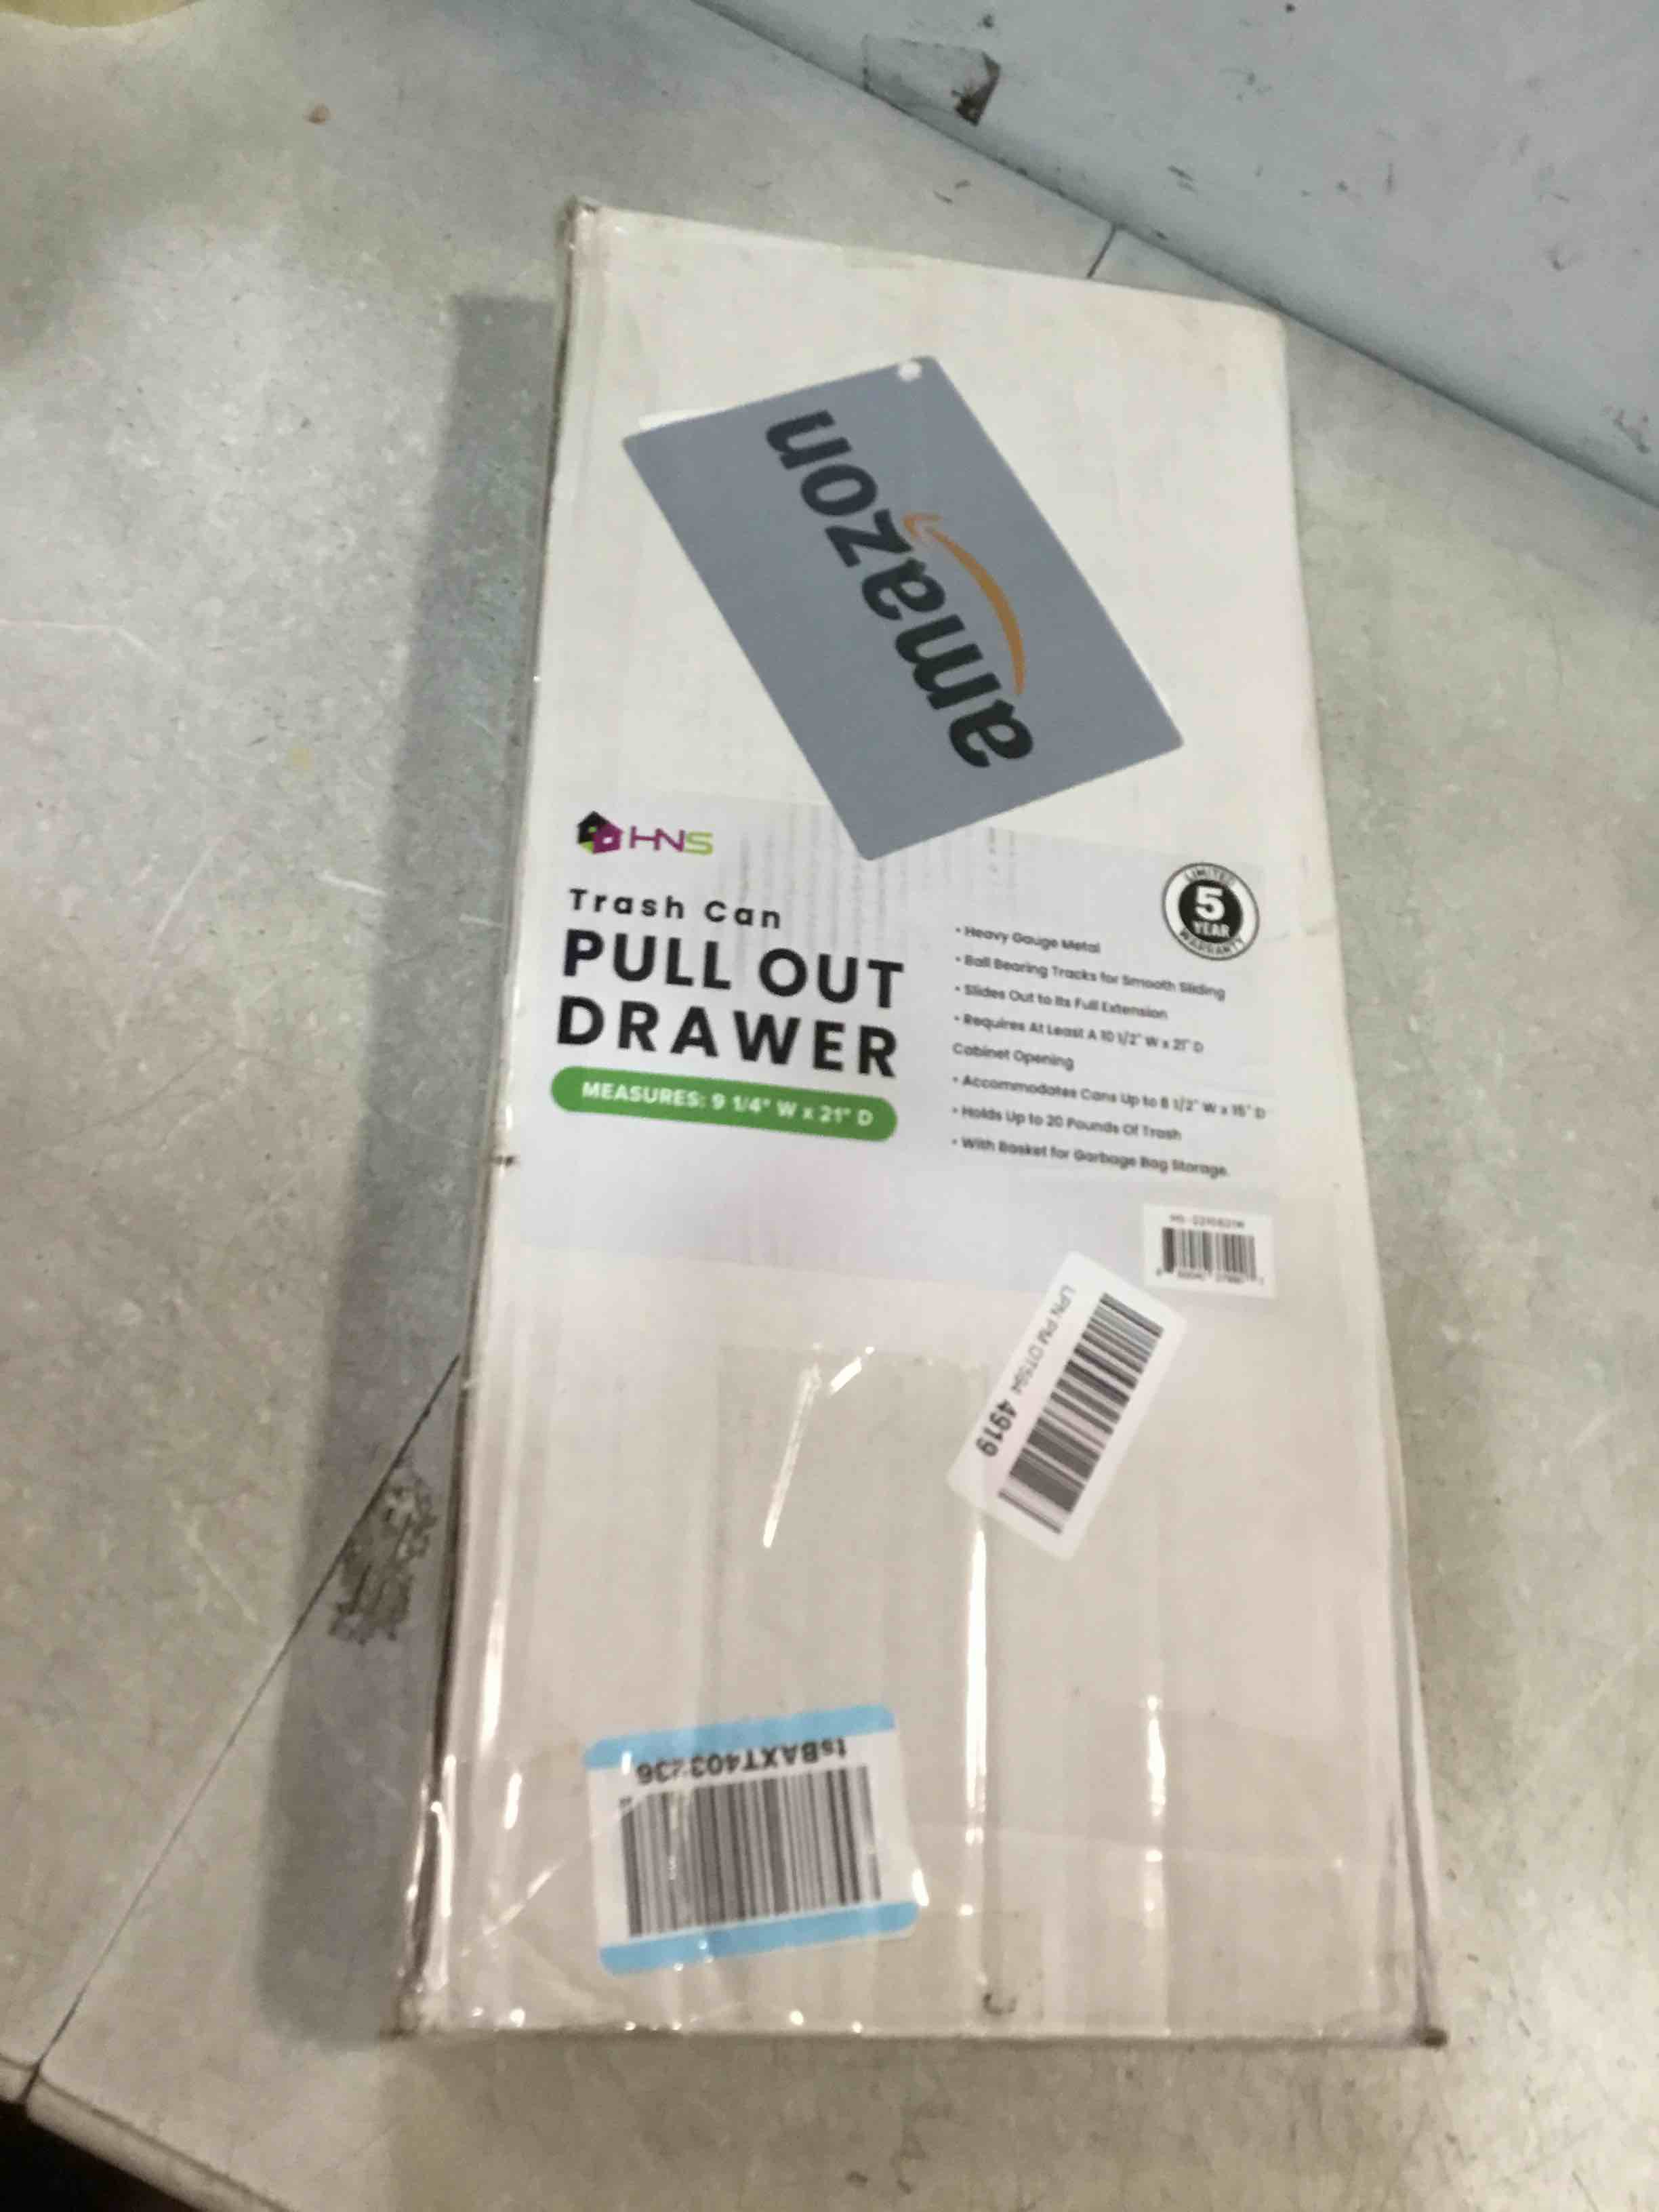 amazon
HNS
Trash Can
PULL OUT
DRAWER
MEASURES: 9 1/4" W x 21" D
LIMITED
5
YEAR
WARRANTY
• Heavy Gauge Metal
• Ball Bearing Tracks for Smooth Sliding
• Slides Out to Its Full Extension
• Requires At Least A 10 1/2" W x 21" D
Cabinet Opening
• Accommodates Cans Up to 8 1/2" W x 15" D
• Holds Up to 20 Pounds Of Trash
• With Basket for Garbage Bag Storage.
4919